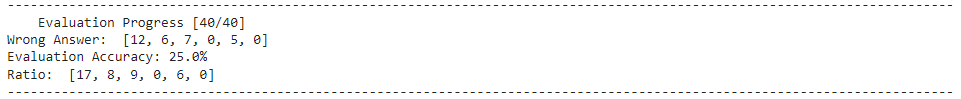 Evaluation Progress [40/40]
Wrong Answer:  [12, 6, 7, 0, 5, 0]
Evaluation Accuracy: 25.0%
Ratio:  [17, 8, 9, 0, 6, 0]